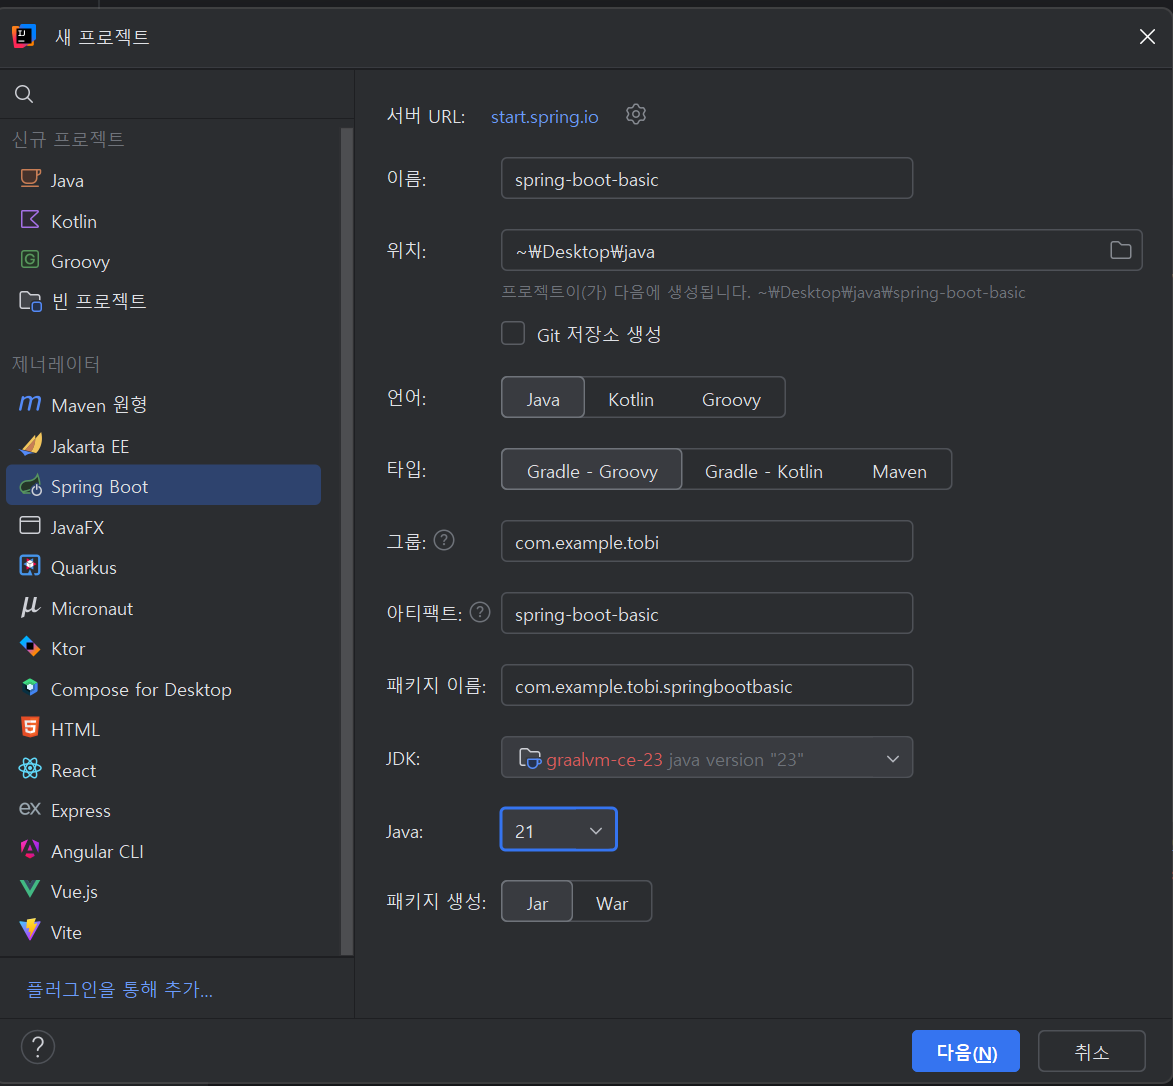 새 프로젝트
신규 프로젝트
Java
Kotlin
Groovy
빈 프로젝트
제너레이터
Maven 원형
Jakarta EE
Spring Boot
JavaFX
Quarkus
Micronaut
Ktor
Compose for Desktop
HTML
React
Express
Angular CLI
Vue.js
Vite
플러그인을 통해 추가...
서버 URL: start.spring.io
이름: spring-boot-basic
위치: ~₩Desktop₩java
프로젝트이(가) 다음에 생성됩니다. ~₩Desktop₩java₩spring-boot-basic
Git 저장소 생성
언어: Java Kotlin Groovy
타입: Gradle - Groovy Gradle - Kotlin Maven
그룹: ? com.example.tobi
아티팩트: ? spring-boot-basic
패키지 이름: com.example.tobi.springbootbasic
JDK: graalvm-ce-23 java version "23"
Java: 21
패키지 생성: Jar War
? 다음(N) 취소